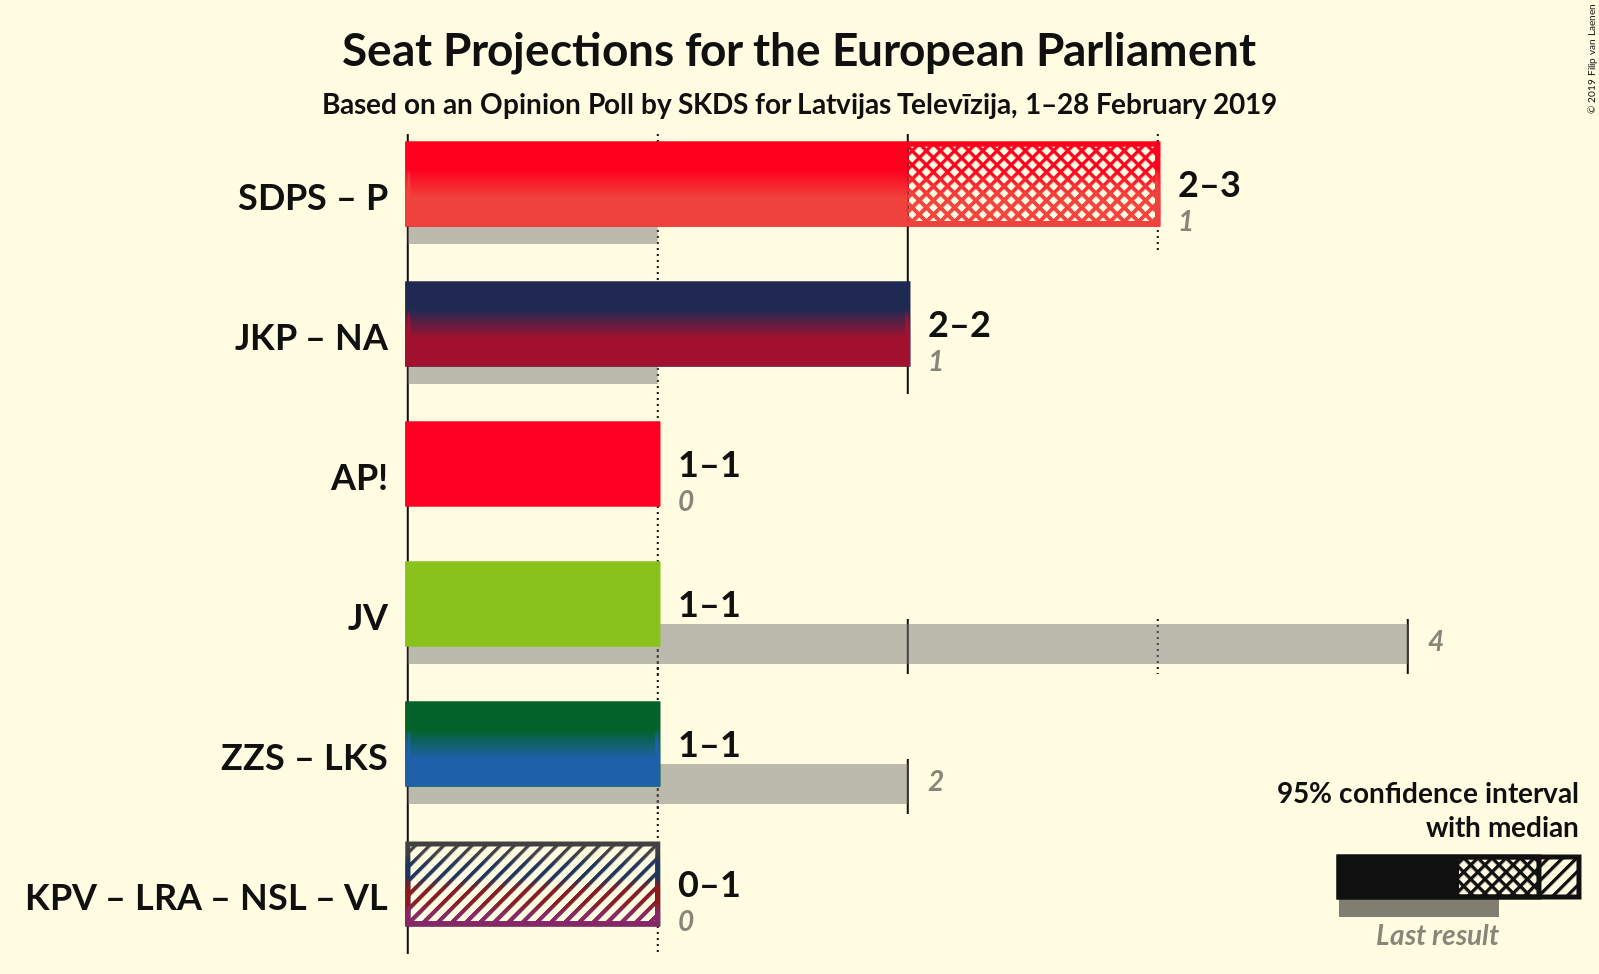 Seat Projections for the European Parliament
Based on an Opinion Poll by SKDS for Latvijas Televīzija, 1–28 February 2019
© 2019 Filip van Laenen
SDPS – P
2–3
1
JKP – NA
2–2
1
AP!
1–1
0
JV
1–1
4
ZZS – LKS
1–1
2
KPV – LRA – NSL – VL
0–1
0
95% confidence interval
with median
Last result